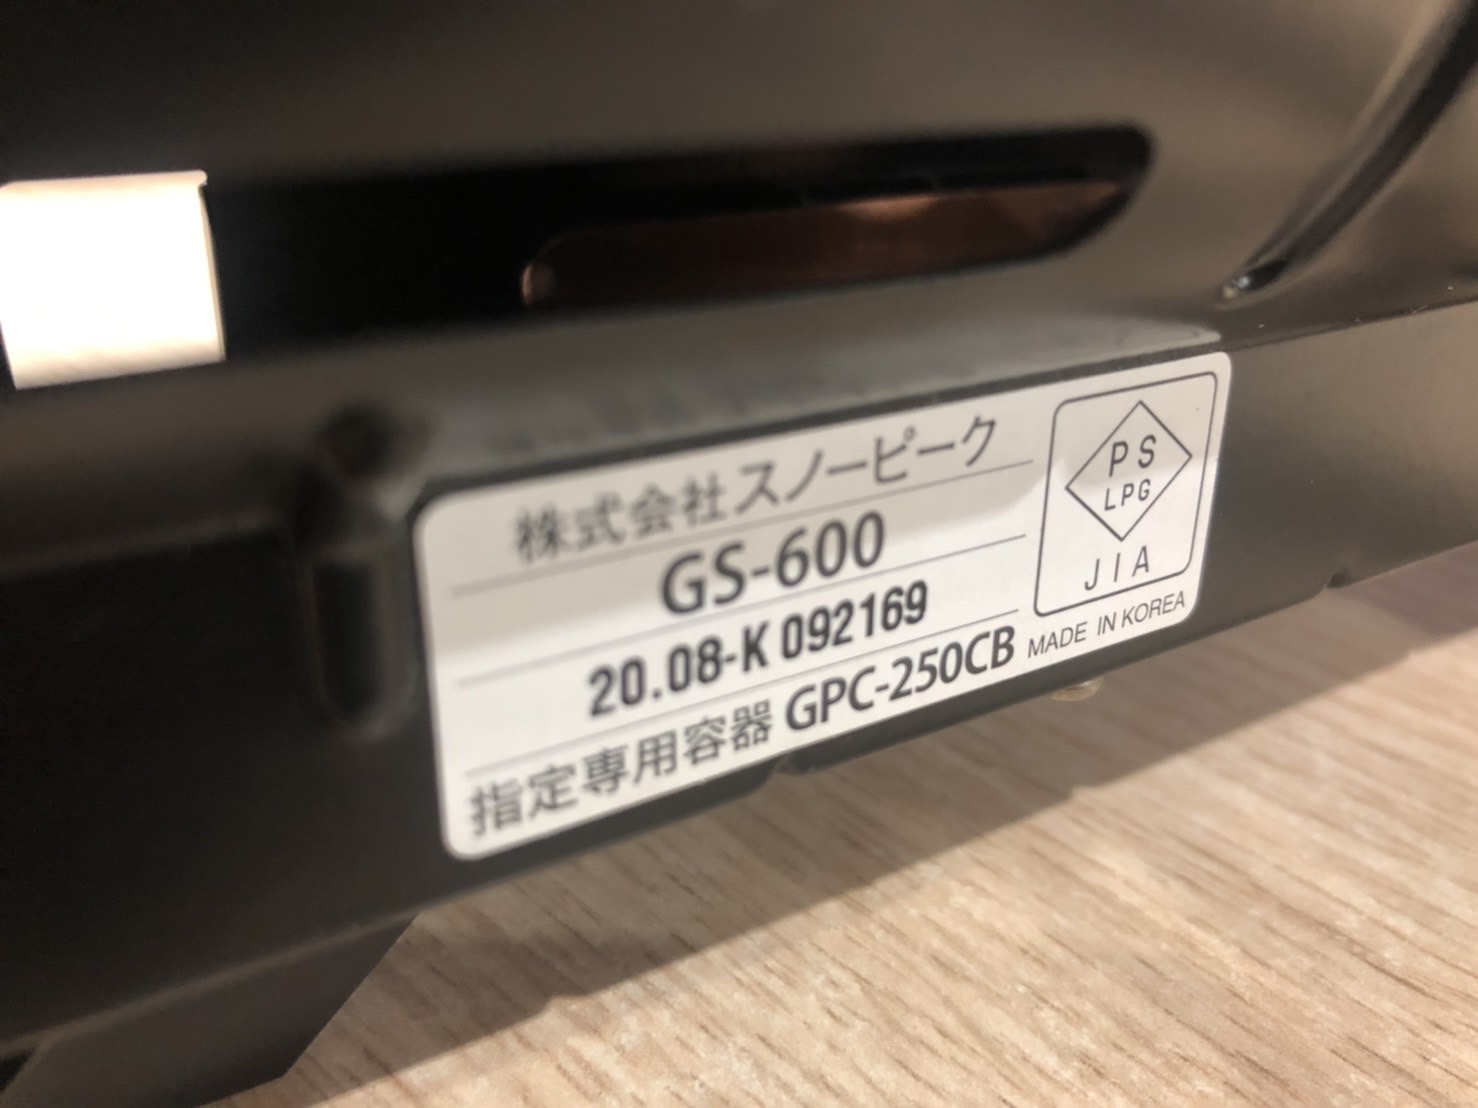 株式会社スノーピーク
GS-600
20.08-K 092169
指定専用容器 GPC-250CB
PS
LPG
JIA
MADE IN KOREA